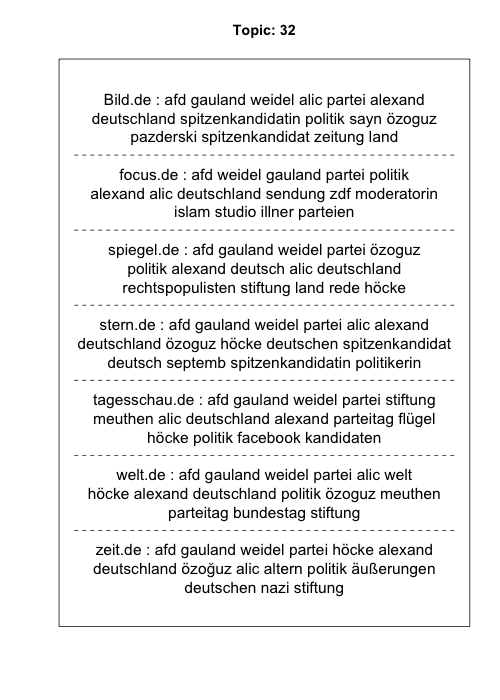 Topic: 32
Bild.de : afd gauland weidel alic partei alexand
deutschland spitzenkandidatin politik sayn özoguz
pazderski spitzenkandidat zeitung land
focus.de : afd weidel gauland partei politik
alexand alic deutschland sendung zdf moderatorin
islam studio illner parteien
spiegel.de : afd gauland weidel partei özoguz
politik alexand deutsch alic deutschland
rechtspopulisten stiftung land rede höcke
stern.de : afd gauland weidel partei alic alexand
deutschland özoguz höcke deutschen spitzenkandidat
deutsch septemb spitzenkandidatin politikerin
tagesschau.de : afd gauland weidel partei stiftung
meuthen alic deutschland alexand parteitag flügel
höcke politik facebook kandidaten
welt.de : afd gauland weidel partei alic welt
höcke alexand deutschland politik özoguz meuthen
parteitag bundestag stiftung
zeit.de : afd gauland weidel partei höcke alexand
deutschland özoğuz alic altern politik äußerungen
deutschen nazi stiftung